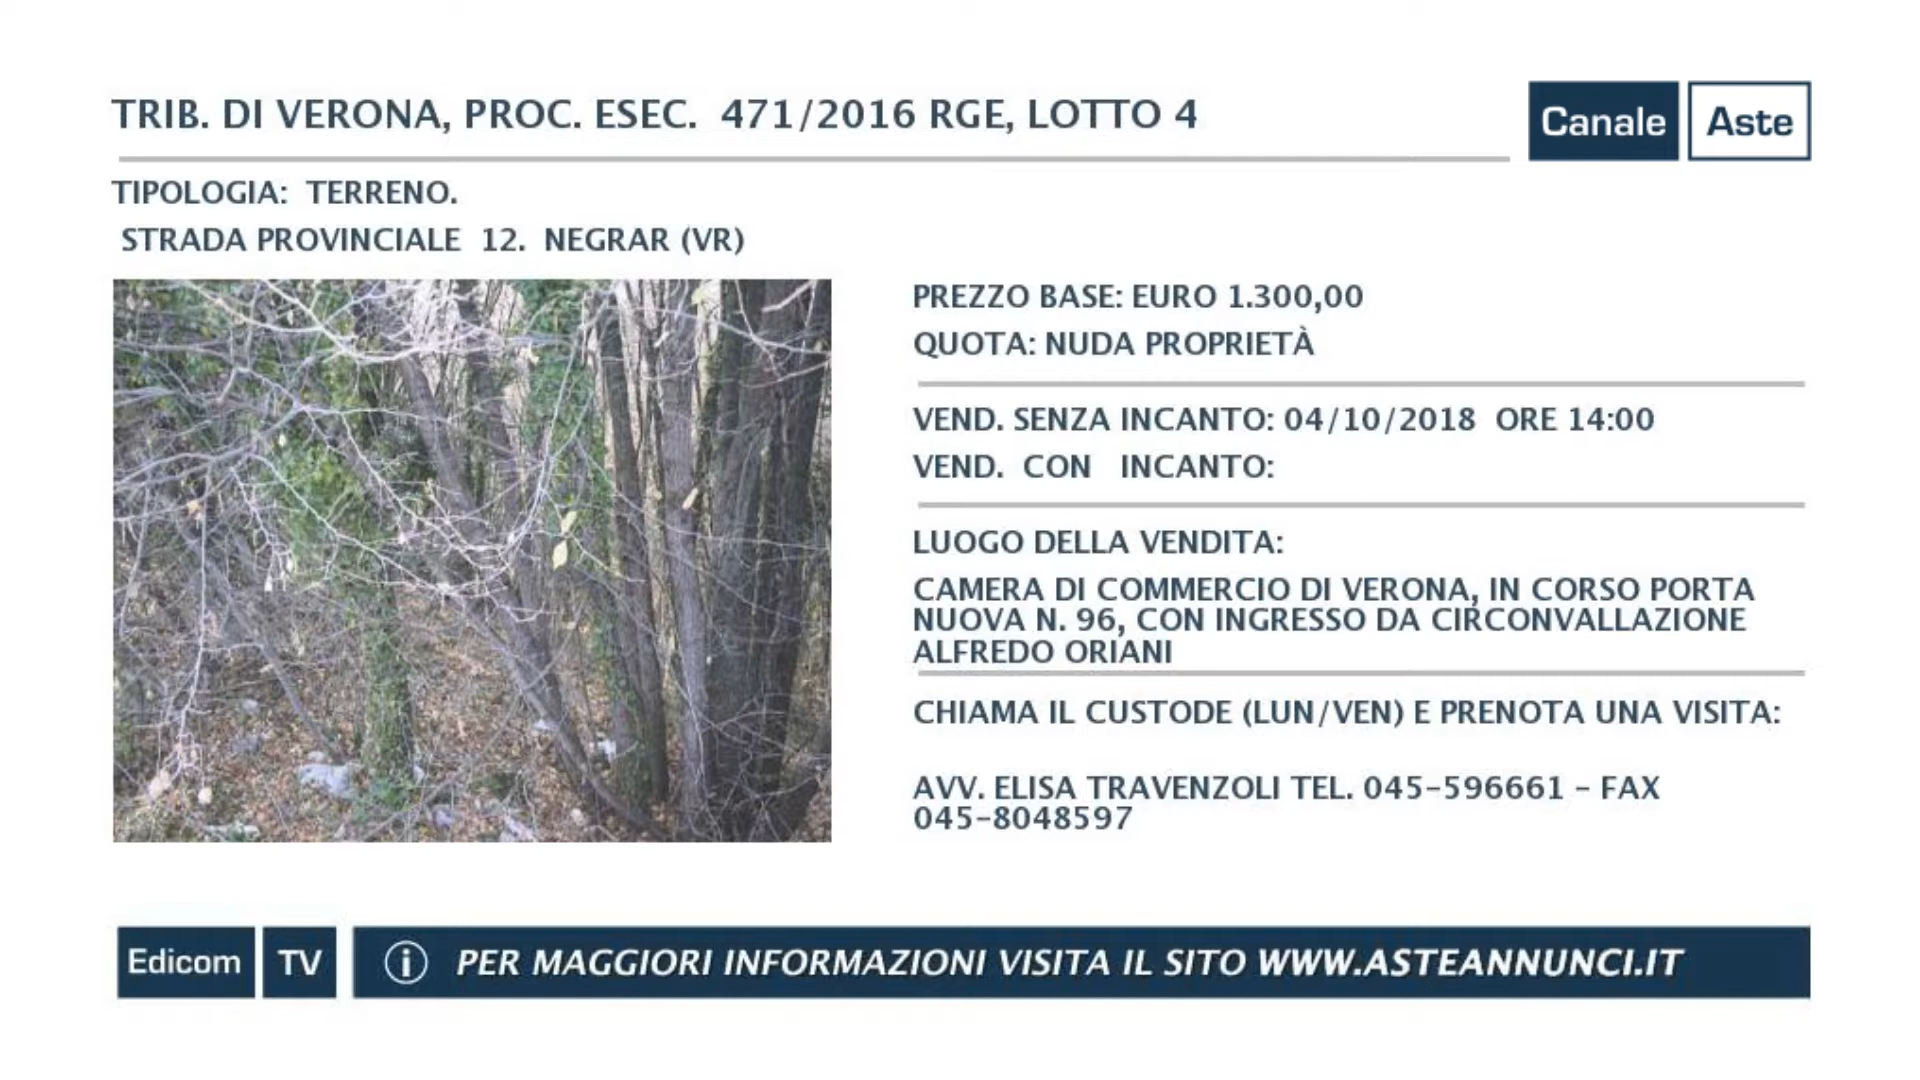 TRIB. DI VERONA, PROC. ESEC. 471/2016 RGE, LOTTO 4
Canale Aste
TIPOLOGIA: TERRENO.
STRADA PROVINCIALE 12. NEGRAR (VR)
PREZZO BASE: EURO 1.300,00
QUOTA: NUDA PROPRIETÀ
VEND. SENZA INCANTO: 04/10/2018 ORE 14:00
VEND. CON INCANTO:
LUOGO DELLA VENDITA:
CAMERA DI COMMERCIO DI VERONA, IN CORSO PORTA
NUOVA N. 96, CON INGRESSO DA CIRCONVALLAZIONE
ALFREDO ORIANI
CHIAMA IL CUSTODE (LUN/VEN) E PRENOTA UNA VISITA:
AVV. ELISA TRAVENZOLI TEL. 045-596661 - FAX
045-8048597
Edicom TV
PER MAGGIORI INFORMAZIONI VISITA IL SITO WWW.ASTEANNUNCI.IT